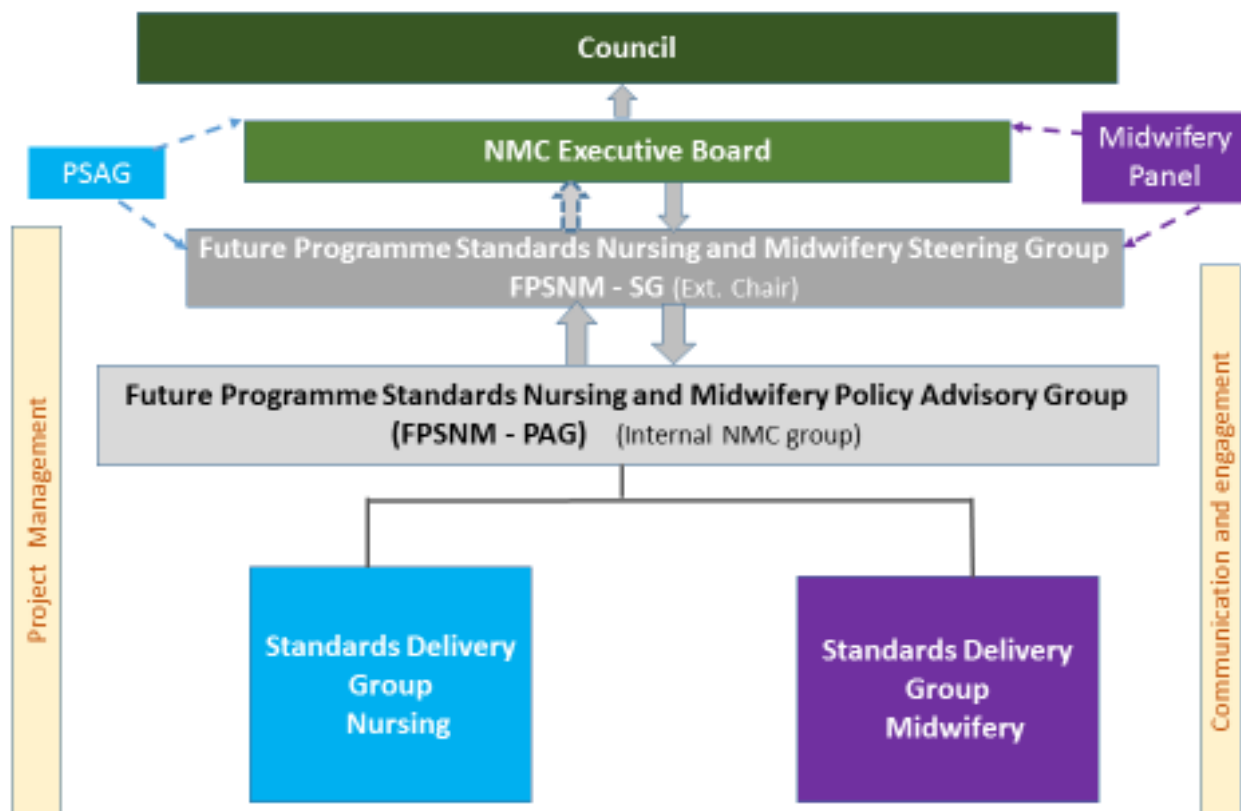 Council
NMC Executive Board
PSAG
Midwifery
Panel
Future Programme Standards Nursing and Midwifery Steering Group
FPSNM - SG (Ext. Chair)
Future Programme Standards Nursing and Midwifery Policy Advisory Group
(FPSNM - PAG) (Internal NMC group)
Project Management
Communication and engagement
Standards Delivery
Group
Nursing
Standards Delivery
Group
Midwifery